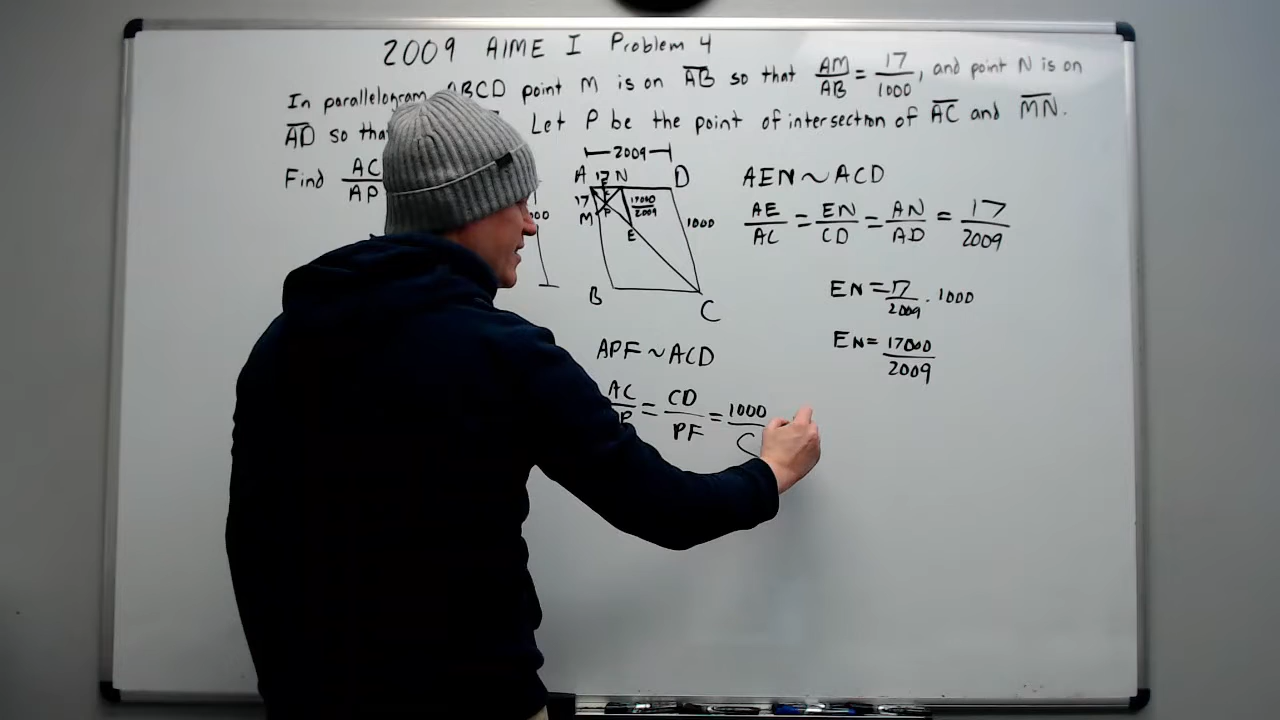 2009 AIME I Problem 4
In parallelogram ABCD point M is on AB so that AM/AB = 17/1000, and point N is on
AD so that Let P be the point of intersection of AC and MN.
Find AC/AP
2009
A 17 N D
17
M P 17000/2009 1000
E
B C
AEN ~ ACD
AE/AC = EN/CD = AN/AD = 17/2009
EN = 17/2009 · 1000
EN = 17000/2009
APF ~ ACD
AC/P = CD/PF = 1000/